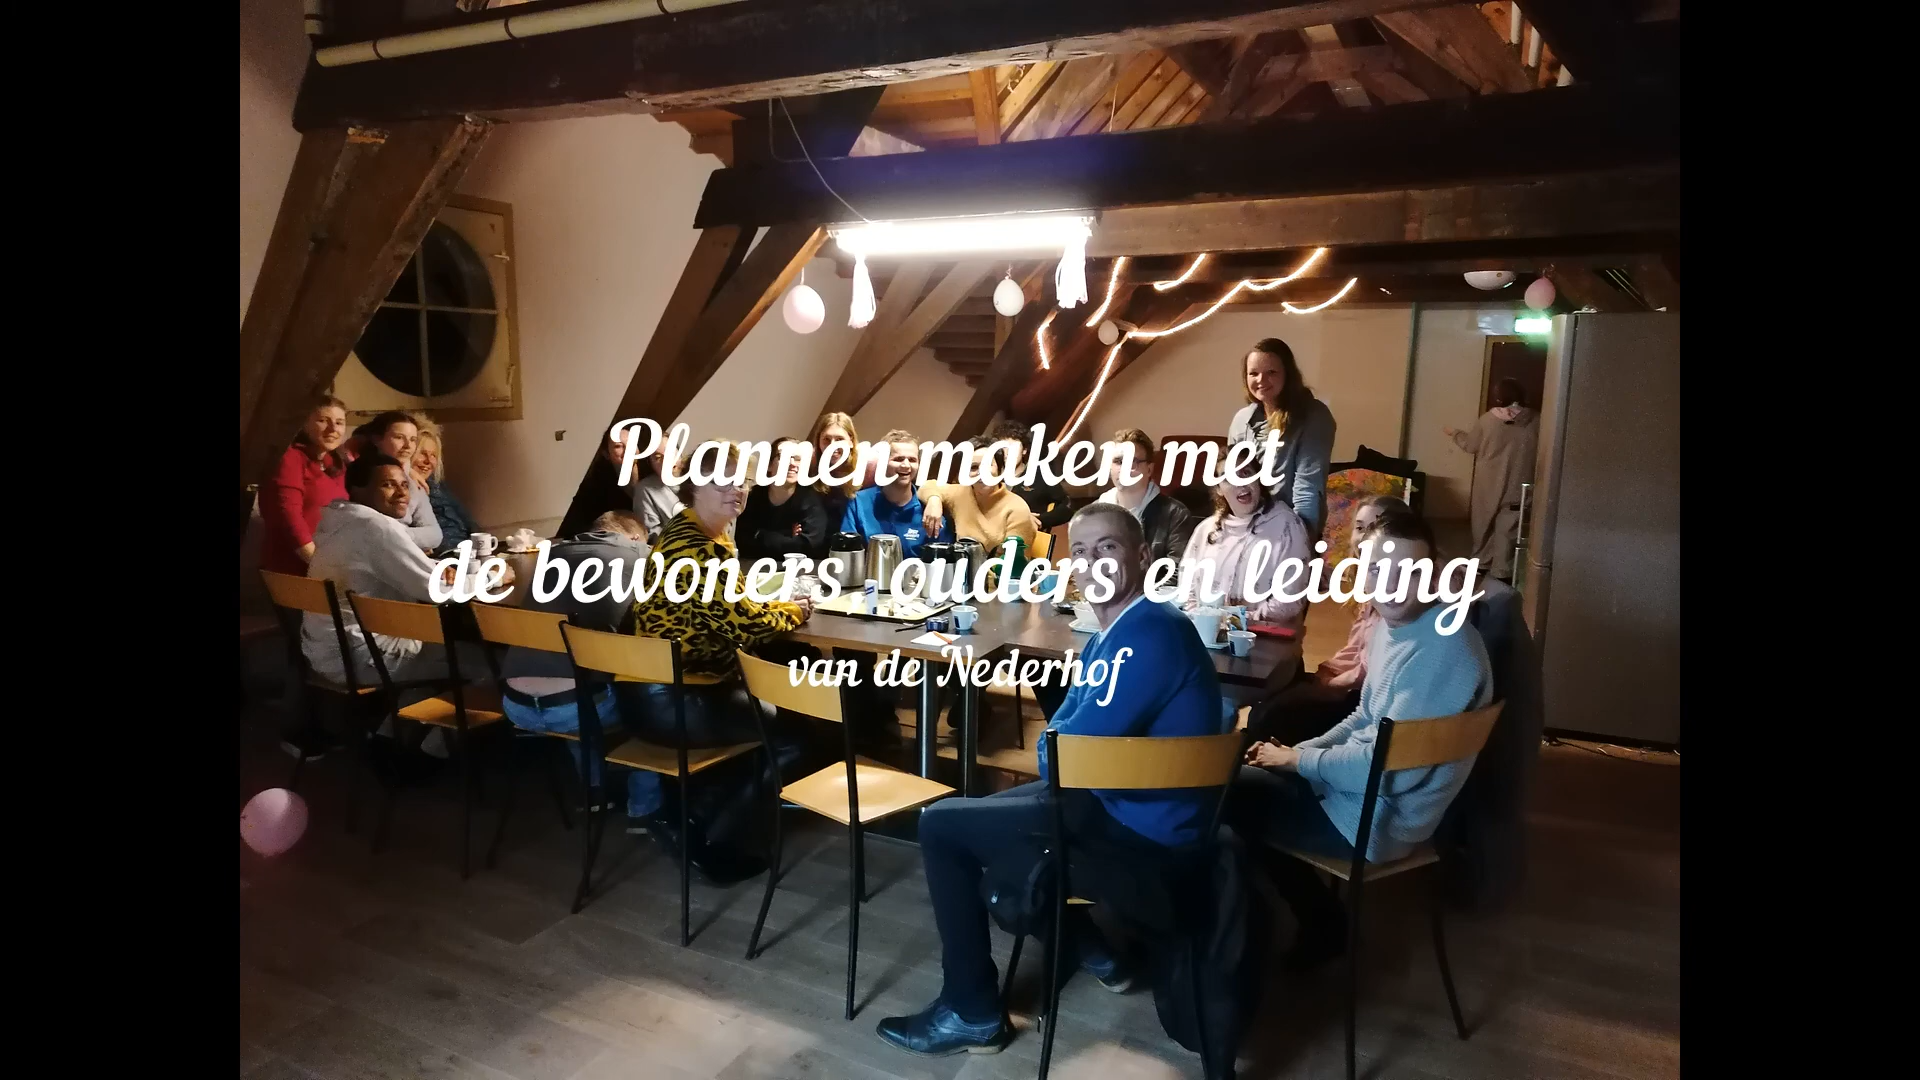 Plannen maken met
de bewoners, ouders en leiding
van de Nederhof